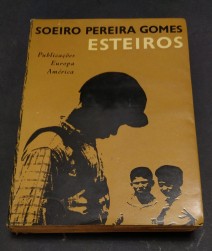 SOEIRO PEREIRA GOMES
ESTEIROS
Publicações
Europa
América